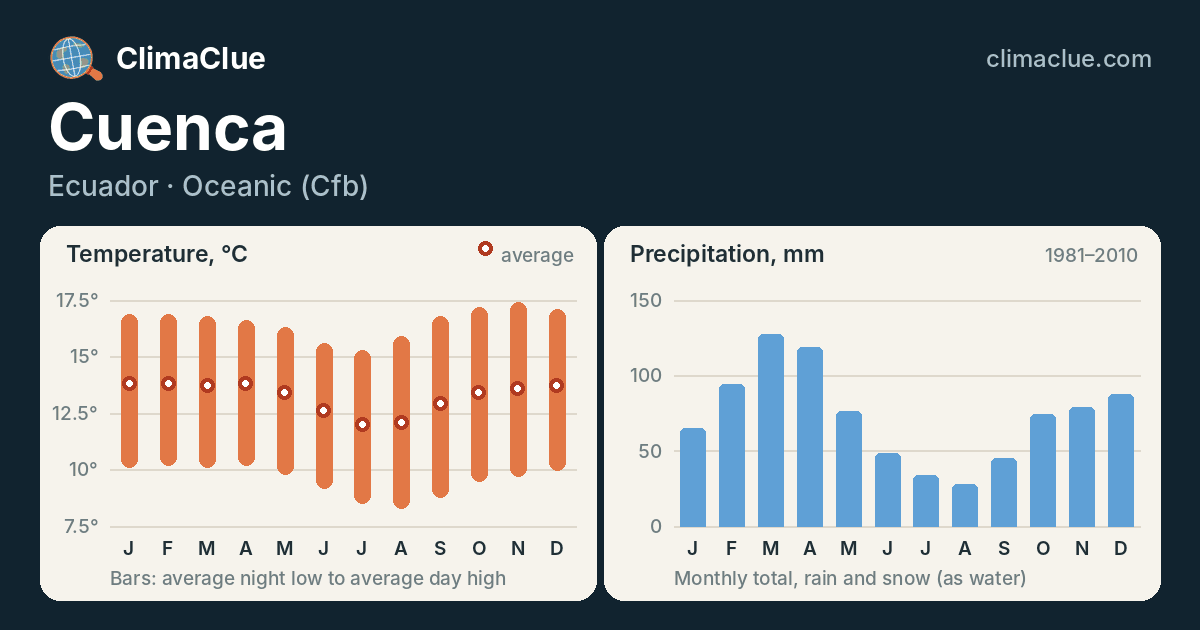 ClimaClue
climaclue.com
Cuenca
Ecuador · Oceanic (Cfb)
Temperature, °C
average
17.5°
15°
12.5°
10°
7.5°
J F M A M J J A S O N D
Bars: average night low to average day high
Precipitation, mm
1981–2010
150
100
50
0
J F M A M J J A S O N D
Monthly total, rain and snow (as water)